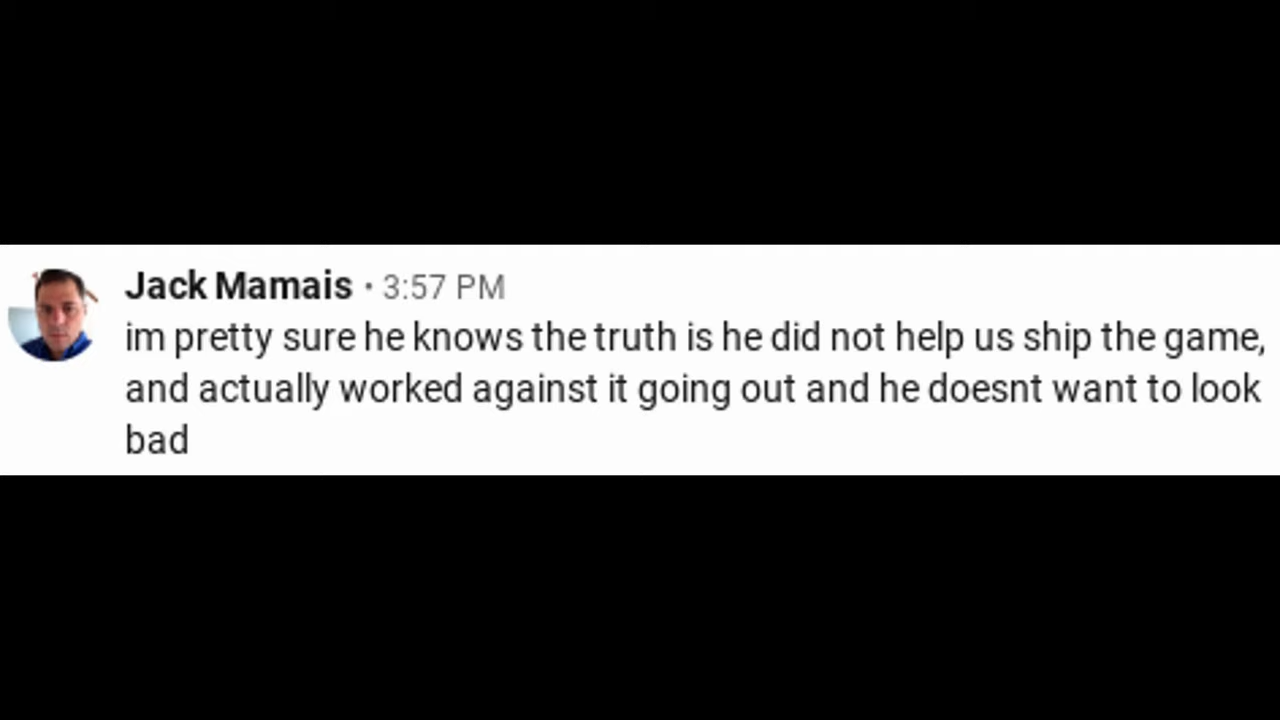 Jack Mamais • 3:57 PM
im pretty sure he knows the truth is he did not help us ship the game,
and actually worked against it going out and he doesnt want to look
bad